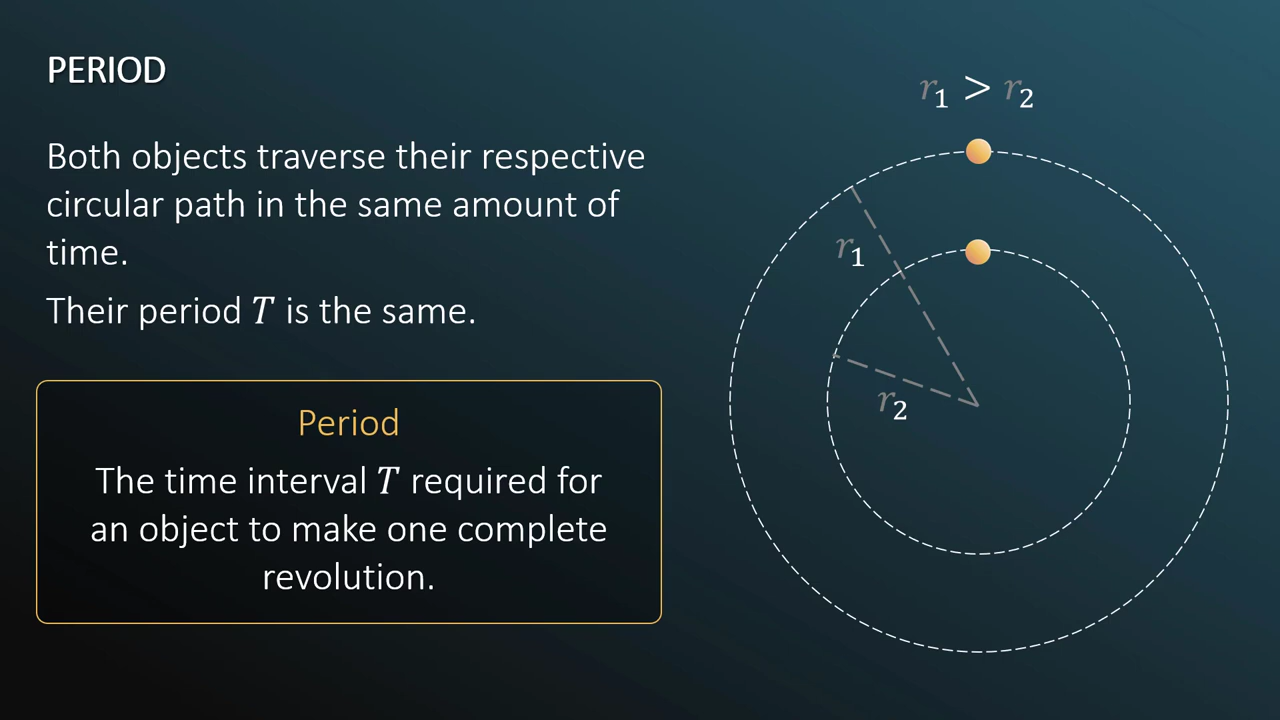 PERIOD
Both objects traverse their respective
circular path in the same amount of
time.
Their period T is the same.
Period
The time interval T required for
an object to make one complete
revolution.
r₁ > r₂
r₁
r₂